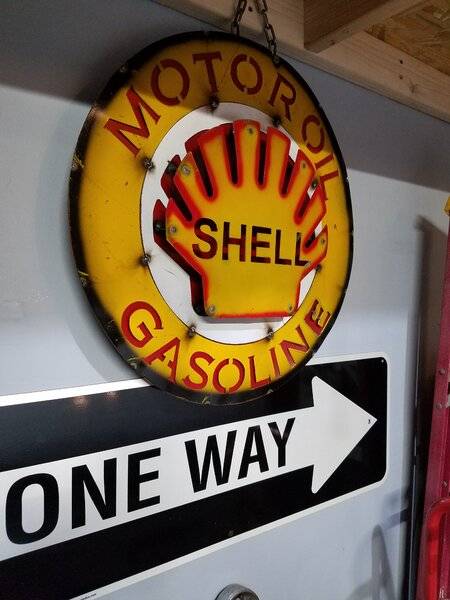 MOTOR OIL
SHELL
GASOLINE
ONE WAY